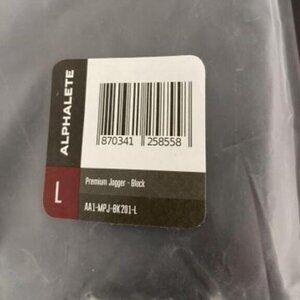 ALPHALETE
L
870341 258558
Premium Jogger - Black
AA1-MPJ-BK201-L